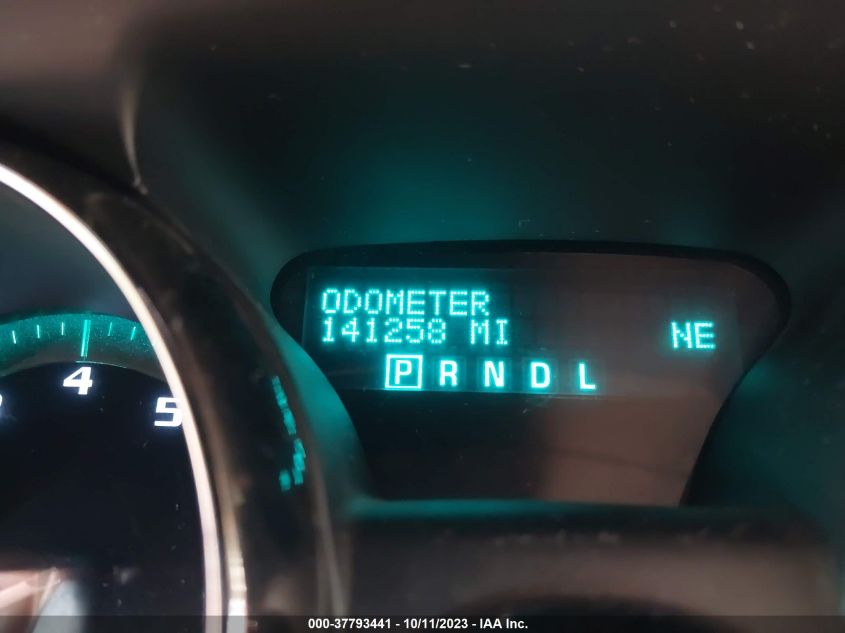 ODOMETER
141258 MI
NE
P R N D L
4
5
000-37793441 - 10/11/2023 - IAA Inc.